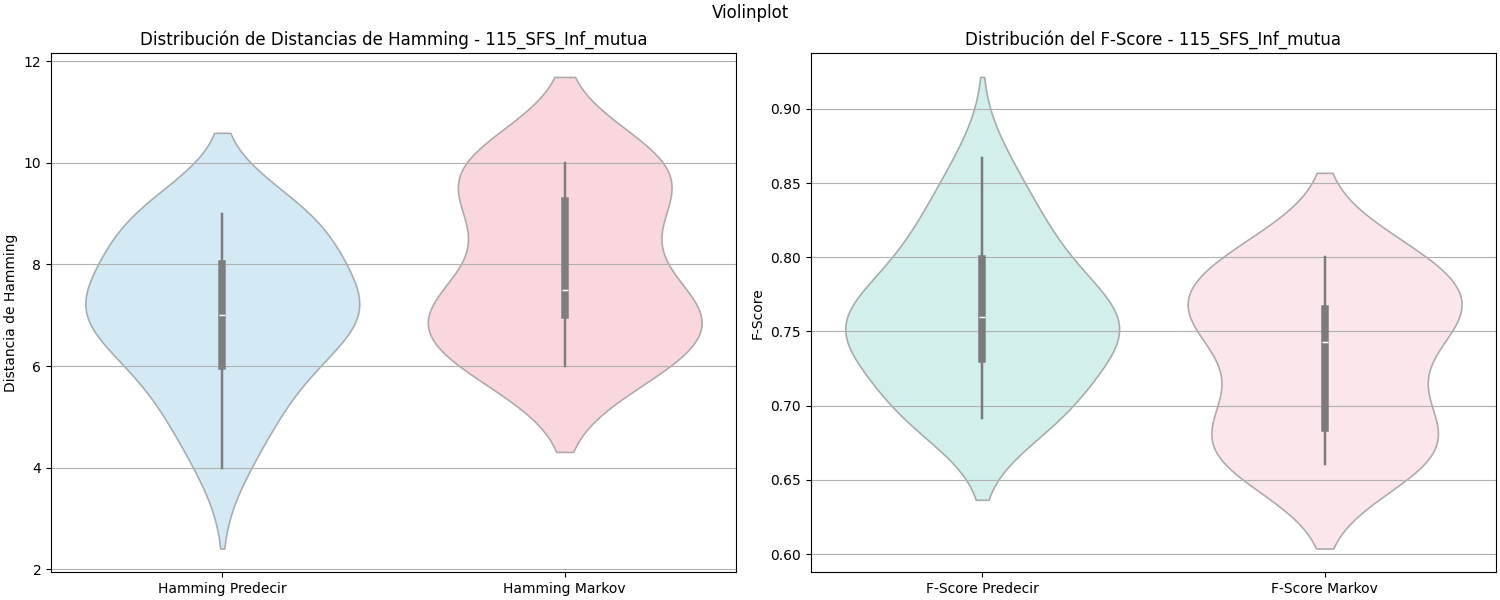 Violinplot
Distribución de Distancias de Hamming - 115_SFS_Inf_mutua
Distancia de Hamming
12
10
8
6
4
2
Hamming Predecir
Hamming Markov
Distribución del F-Score - 115_SFS_Inf_mutua
F-Score
0.90
0.85
0.80
0.75
0.70
0.65
0.60
F-Score Predecir
F-Score Markov